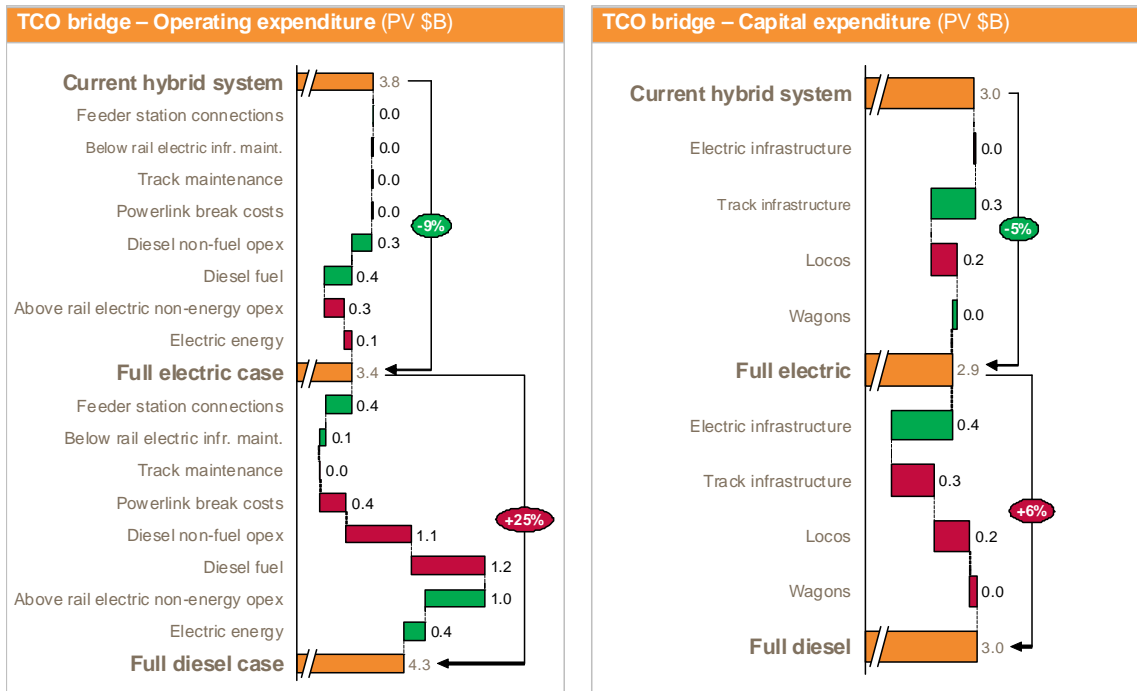 TCO bridge – Operating expenditure (PV $B)
Current hybrid system 3.8
Feeder station connections 0.0
Below rail electric infr. maint. 0.0
Track maintenance 0.0
Powerlink break costs 0.0
-9%
Diesel non-fuel opex 0.3
Diesel fuel 0.4
Above rail electric non-energy opex 0.3
Electric energy 0.1
Full electric case 3.4
Feeder station connections 0.4
Below rail electric infr. maint. 0.1
Track maintenance 0.0
Powerlink break costs 0.4
+25%
Diesel non-fuel opex 1.1
Diesel fuel 1.2
Above rail electric non-energy opex 1.0
Electric energy 0.4
Full diesel case 4.3
TCO bridge – Capital expenditure (PV $B)
Current hybrid system 3.0
Electric infrastructure 0.0
Track infrastructure 0.3
-5%
Locos 0.2
Wagons 0.0
Full electric 2.9
Electric infrastructure 0.4
Track infrastructure 0.3
+6%
Locos 0.2
Wagons 0.0
Full diesel 3.0